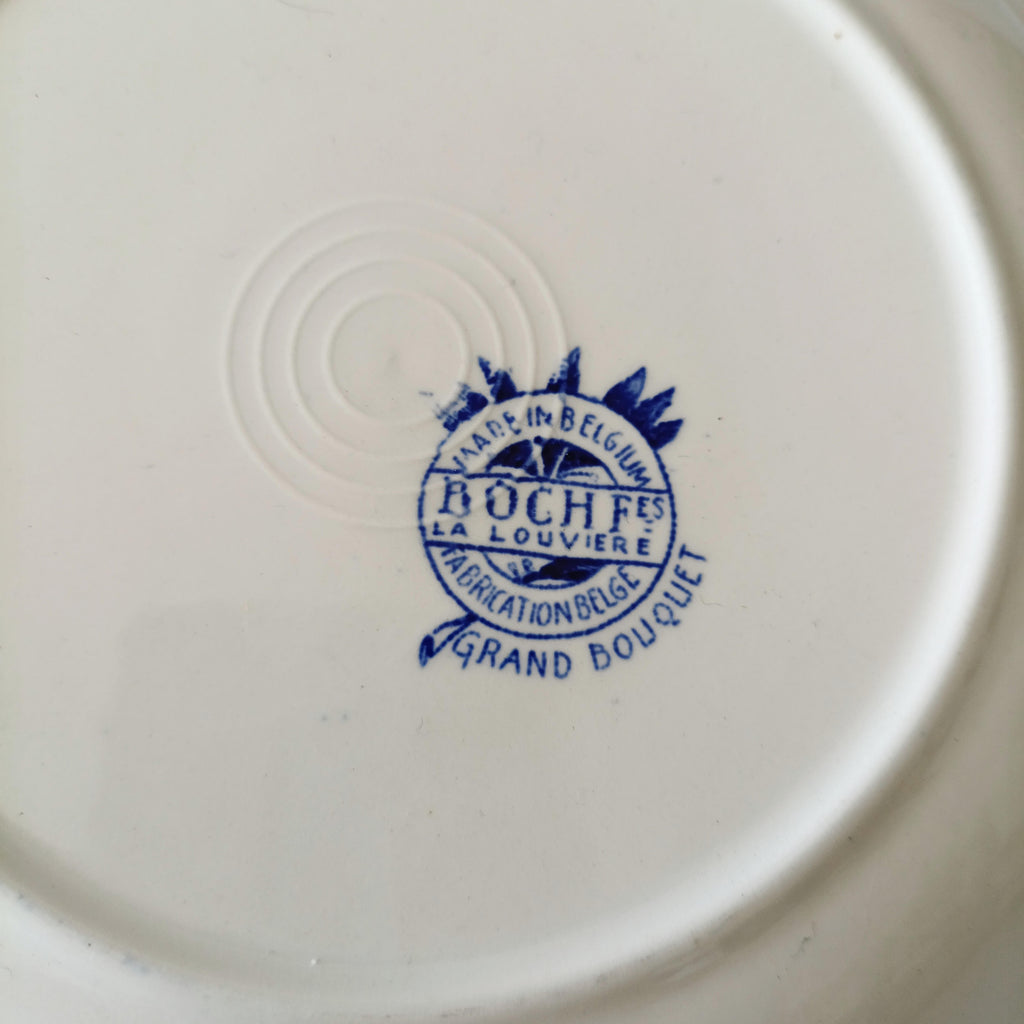 MADE IN BELGIUM
BOCH FES
LA LOUVIERE
FABRICATION BELGE
GRAND BOUQUET